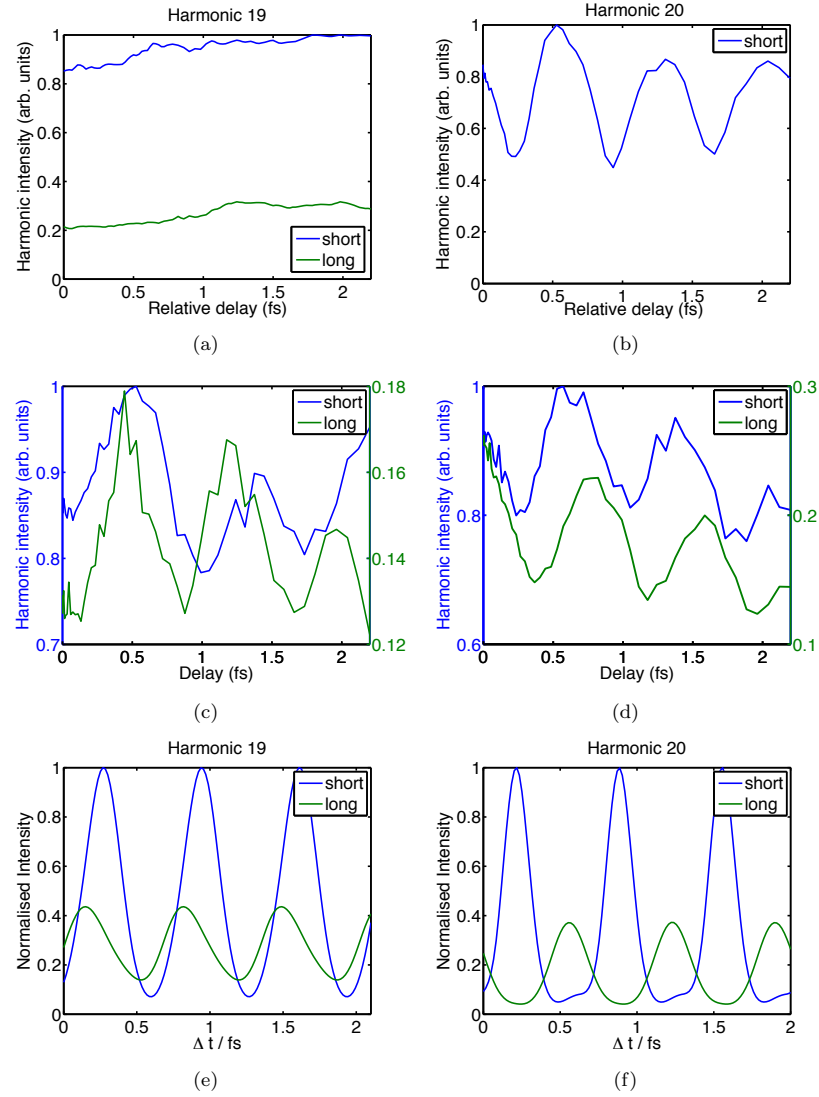 Harmonic 19
Harmonic intensity (arb. units)
1
0.8
0.6
0.4
0.2
0
short
long
0 0.5 1 1.5 2
Relative delay (fs)
(a)
Harmonic 20
Harmonic intensity (arb. units)
1
0.8
0.6
0.4
0.2
0
short
0 0.5 1 1.5 2
Relative delay (fs)
(b)
Harmonic intensity (arb. units)
1
0.9
0.8
0.7
short
long
0.18
0.16
0.14
0.12
0 0.5 1 1.5 2
Delay (fs)
(c)
Harmonic intensity (arb. units)
1
0.8
0.6
short
long
0.3
0.2
0.1
0 0.5 1 1.5 2
Delay (fs)
(d)
Harmonic 19
Normalised Intensity
1
0.8
0.6
0.4
0.2
0
short
long
0 0.5 1 1.5 2
Δ t / fs
(e)
Harmonic 20
Normalised Intensity
1
0.8
0.6
0.4
0.2
0
short
long
0 0.5 1 1.5 2
Δ t / fs
(f)